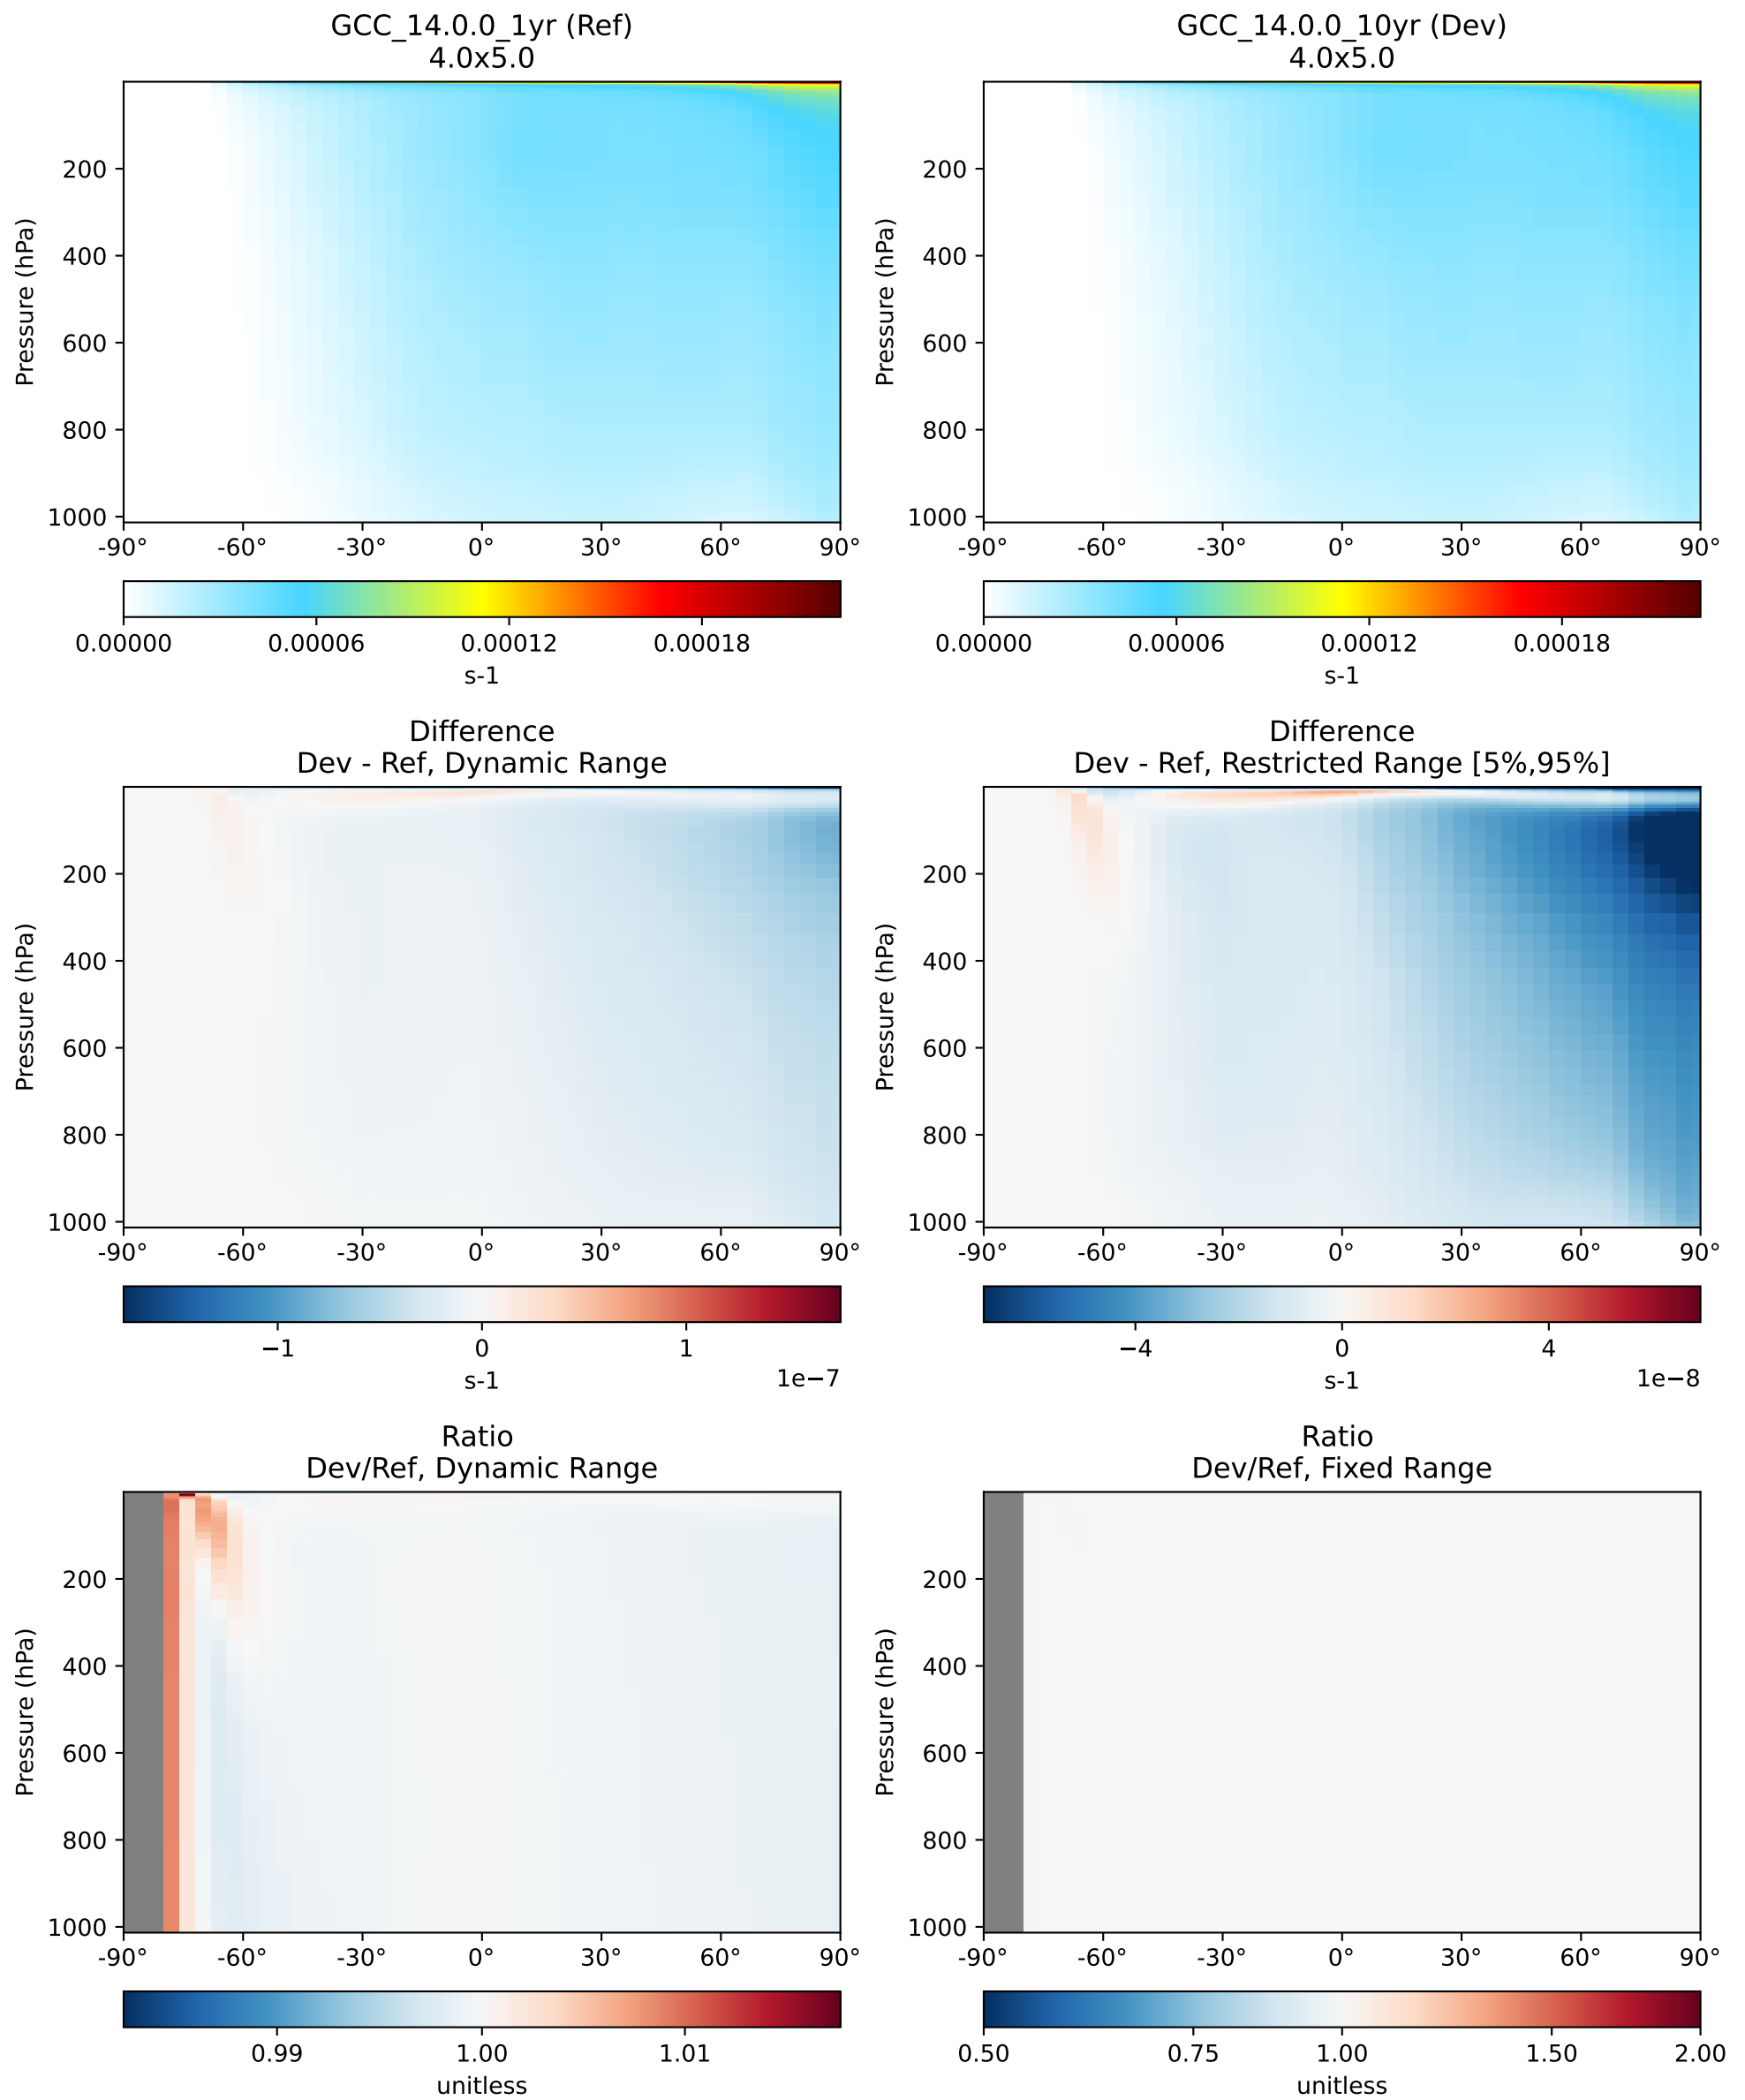 GCC_14.0.0_1yr (Ref)
4.0x5.0
Pressure (hPa)
200
400
600
800
1000
-90° -60° -30° 0° 30° 60° 90°
0.00000 0.00006 0.00012 0.00018
s-1
GCC_14.0.0_10yr (Dev)
4.0x5.0
Pressure (hPa)
200
400
600
800
1000
-90° -60° -30° 0° 30° 60° 90°
0.00000 0.00006 0.00012 0.00018
s-1
Difference
Dev - Ref, Dynamic Range
Pressure (hPa)
200
400
600
800
1000
-90° -60° -30° 0° 30° 60° 90°
−1 0 1
s-1 1e−7
Difference
Dev - Ref, Restricted Range [5%,95%]
Pressure (hPa)
200
400
600
800
1000
-90° -60° -30° 0° 30° 60° 90°
−4 0 4
s-1 1e−8
Ratio
Dev/Ref, Dynamic Range
Pressure (hPa)
200
400
600
800
1000
-90° -60° -30° 0° 30° 60° 90°
0.99 1.00 1.01
unitless
Ratio
Dev/Ref, Fixed Range
Pressure (hPa)
200
400
600
800
1000
-90° -60° -30° 0° 30° 60° 90°
0.50 0.75 1.00 1.50 2.00
unitless